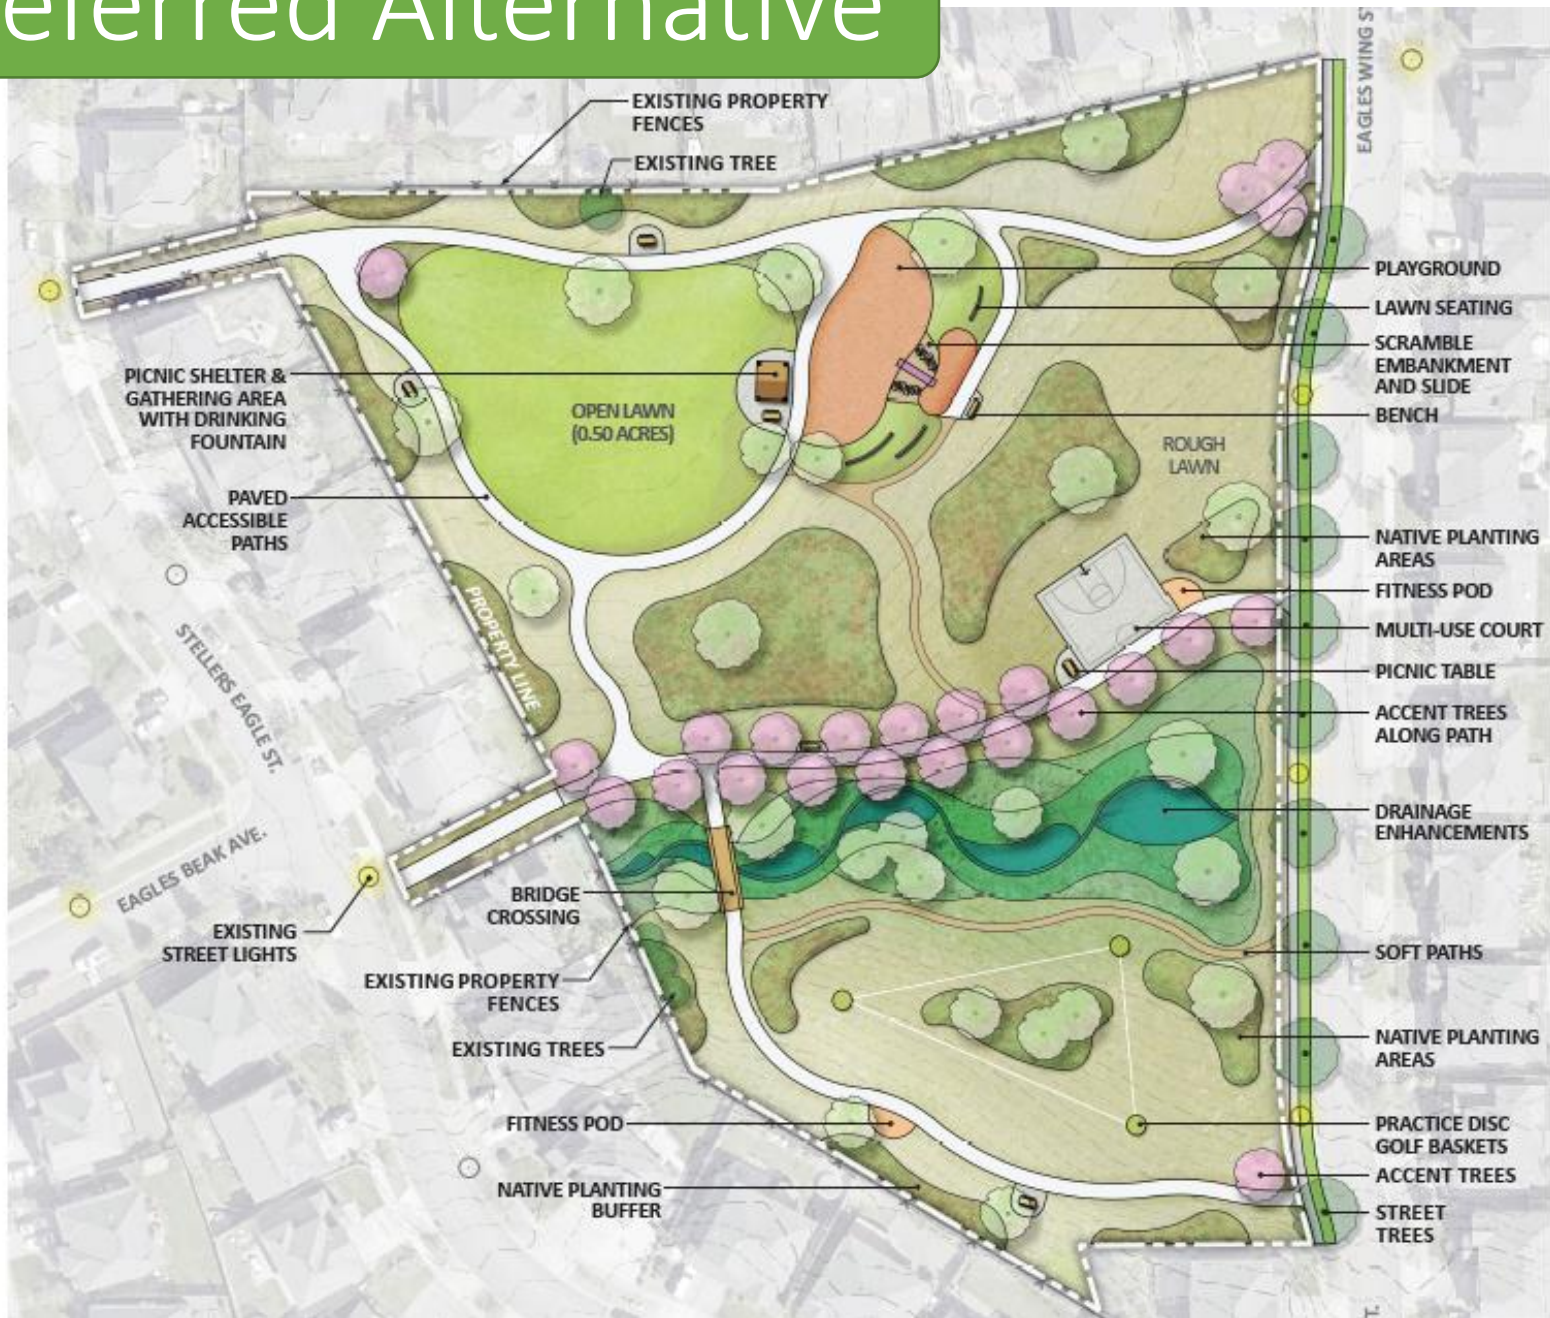 eferred Alternative
EAGLES WING S
EXISTING PROPERTY
FENCES
EXISTING TREE
PLAYGROUND
LAWN SEATING
SCRAMBLE
EMBANKMENT
AND SLIDE
BENCH
PICNIC SHELTER &
GATHERING AREA
WITH DRINKING
FOUNTAIN
OPEN LAWN
(0.50 ACRES)
ROUGH
LAWN
PAVED
ACCESSIBLE
PATHS
NATIVE PLANTING
AREAS
FITNESS POD
MULTI-USE COURT
PICNIC TABLE
ACCENT TREES
ALONG PATH
PROPERTY LINE
STELLERS EAGLE ST.
EAGLES BEAK AVE.
DRAINAGE
ENHANCEMENTS
BRIDGE
CROSSING
EXISTING
STREET LIGHTS
SOFT PATHS
EXISTING PROPERTY
FENCES
EXISTING TREES
NATIVE PLANTING
AREAS
FITNESS POD
PRACTICE DISC
GOLF BASKETS
ACCENT TREES
NATIVE PLANTING
BUFFER
STREET
TREES
T.